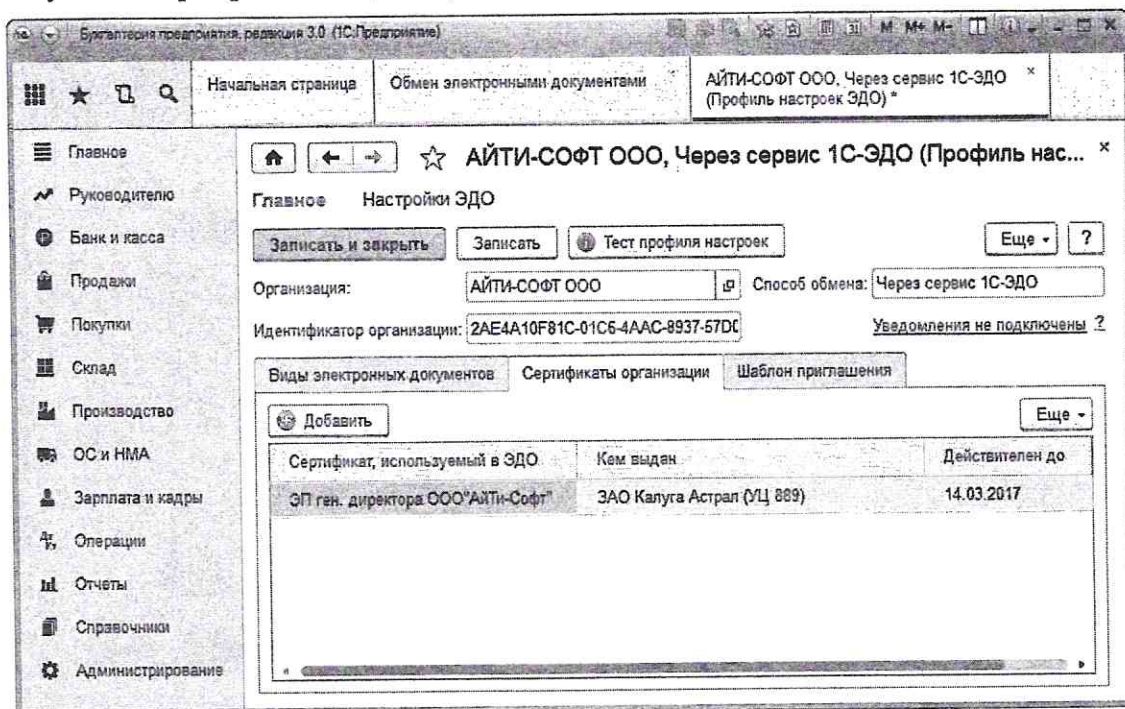 Бухгалтерия предприятия, редакция 3.0 (1С:Предприятие)
M M+ M-
Начальная страница
Обмен электронными документами
АЙТИ-СОФТ ООО, Через сервис 1С-ЭДО
(Профиль настроек ЭДО) *
Главное
Руководителю
Банк и касса
Продажи
Покупки
Склад
Производство
ОС и НМА
Зарплата и кадры
Операции
Отчеты
Справочники
Администрирование
АЙТИ-СОФТ ООО, Через сервис 1С-ЭДО (Профиль нас...
Главное Настройки ЭДО
Записать и закрыть Записать Тест профиля настроек Еще ?
Организация: АЙТИ-СОФТ ООО Способ обмена: Через сервис 1С-ЭДО
Идентификатор организации: 2AE4A10F81C-01C6-4AAC-8937-57D0 Уведомления не подключены ?
Виды электронных документов Сертификаты организации Шаблон приглашения
Добавить Еще
Сертификат, используемый в ЭДО Кем выдан Действителен до
ЭП ген. директора ООО"АйТи-Софт" ЗАО Калуга Астрал (УЦ 889) 14.03.2017